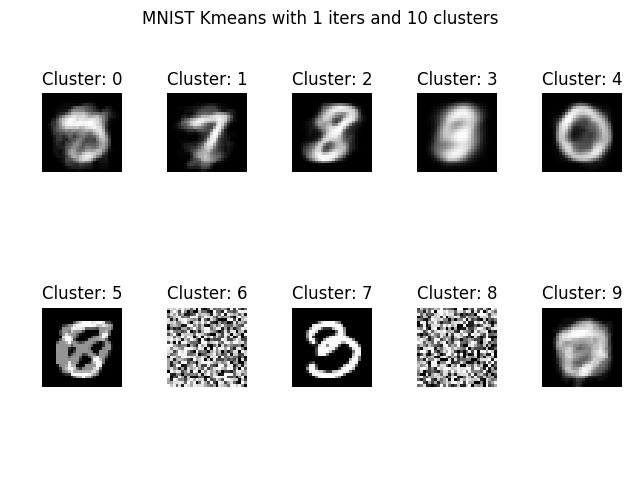 MNIST Kmeans with 1 iters and 10 clusters
Cluster: 0 Cluster: 1 Cluster: 2 Cluster: 3 Cluster: 4
Cluster: 5 Cluster: 6 Cluster: 7 Cluster: 8 Cluster: 9